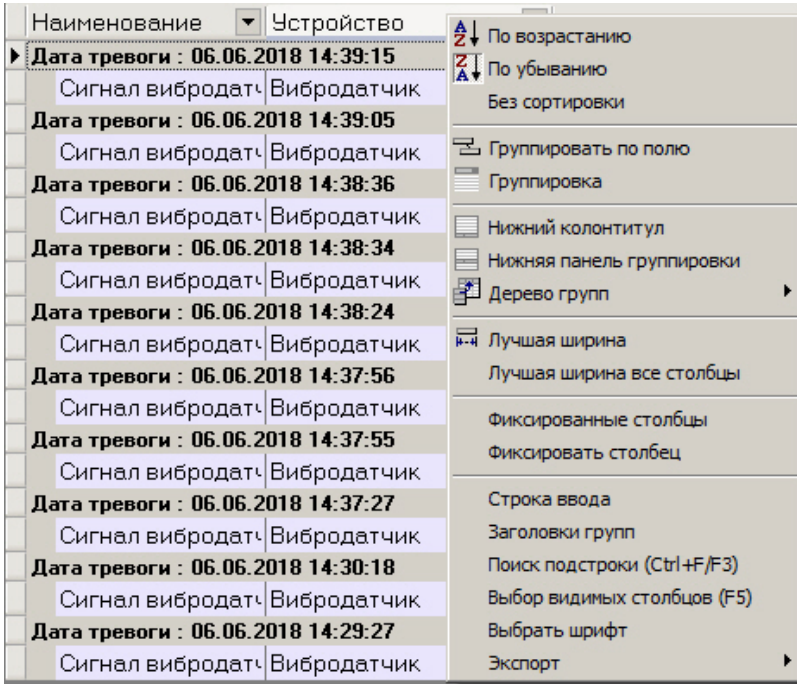 Наименование Устройство
Дата тревоги : 06.06.2018 14:39:15
Сигнал вибродатч Вибродатчик
Дата тревоги : 06.06.2018 14:39:05
Сигнал вибродатч Вибродатчик
Дата тревоги : 06.06.2018 14:38:36
Сигнал вибродатч Вибродатчик
Дата тревоги : 06.06.2018 14:38:34
Сигнал вибродатч Вибродатчик
Дата тревоги : 06.06.2018 14:38:24
Сигнал вибродатч Вибродатчик
Дата тревоги : 06.06.2018 14:37:56
Сигнал вибродатч Вибродатчик
Дата тревоги : 06.06.2018 14:37:55
Сигнал вибродатч Вибродатчик
Дата тревоги : 06.06.2018 14:37:27
Сигнал вибродатч Вибродатчик
Дата тревоги : 06.06.2018 14:30:18
Сигнал вибродатч Вибродатчик
Дата тревоги : 06.06.2018 14:29:27
Сигнал вибродатч Вибродатчик
По возрастанию
По убыванию
Без сортировки
Группировать по полю
Группировка
Нижний колонтитул
Нижняя панель группировки
Дерево групп
Лучшая ширина
Лучшая ширина все столбцы
Фиксированные столбцы
Фиксировать столбец
Строка ввода
Заголовки групп
Поиск подстроки (Ctrl+F/F3)
Выбор видимых столбцов (F5)
Выбрать шрифт
Экспорт